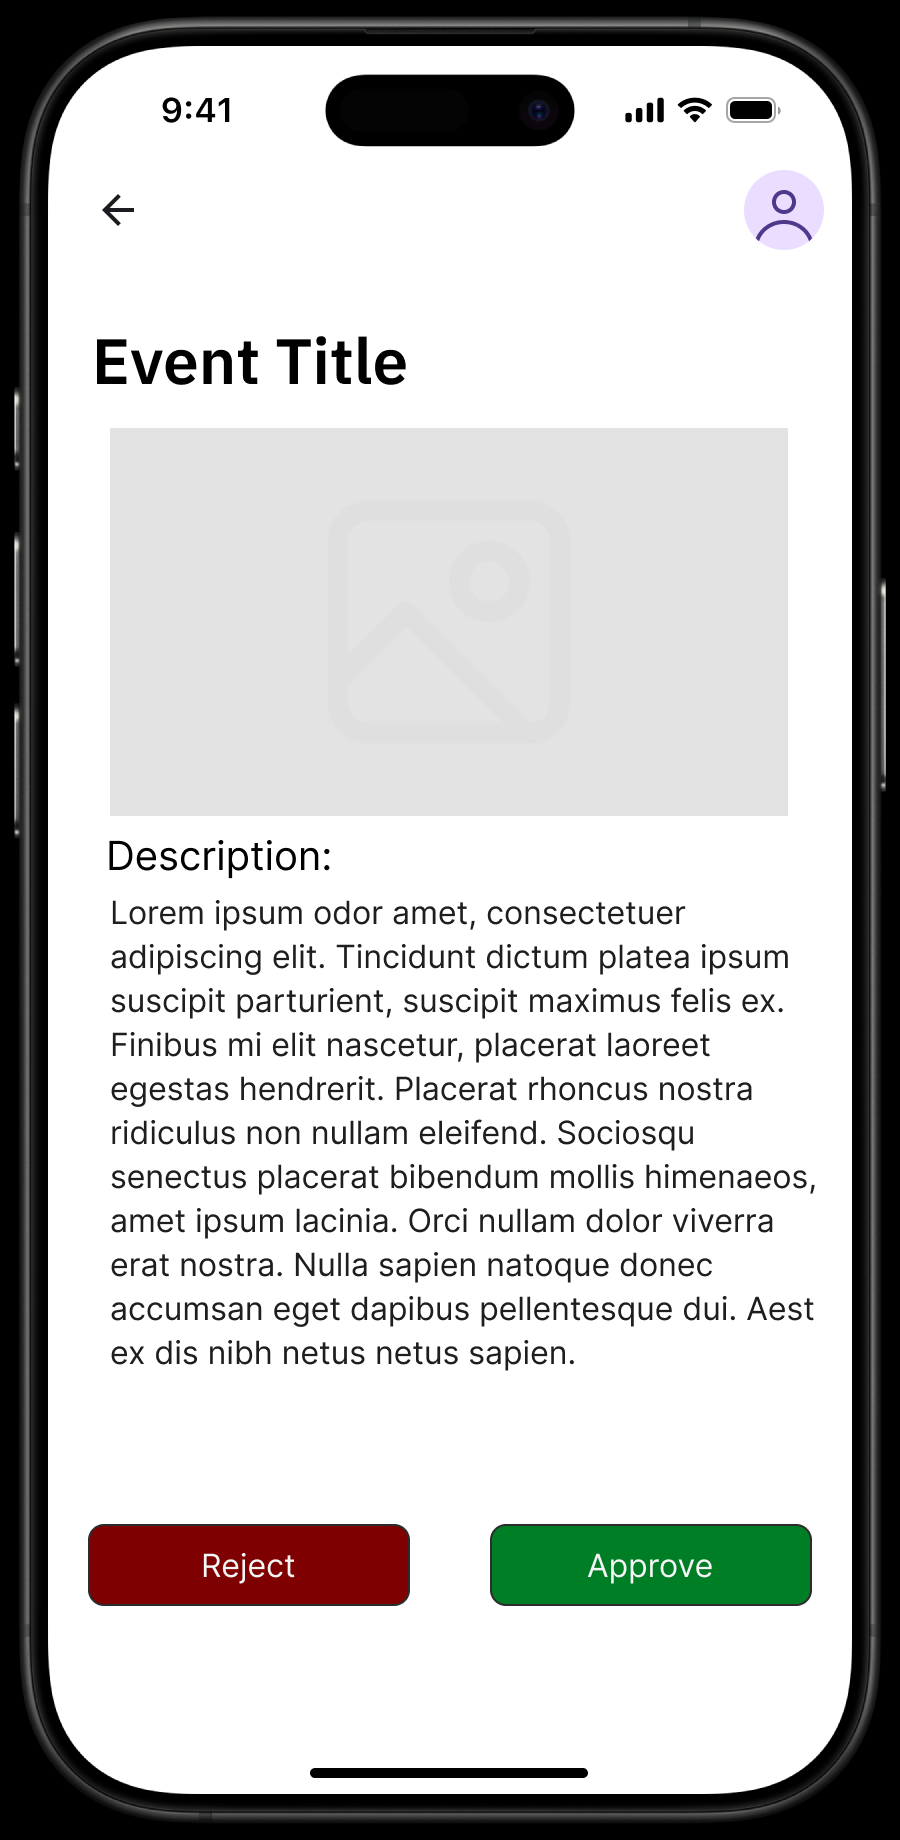 9:41
Event Title
Description:
Lorem ipsum odor amet, consectetuer
adipiscing elit. Tincidunt dictum platea ipsum
suscipit parturient, suscipit maximus felis ex.
Finibus mi elit nascetur, placerat laoreet
egestas hendrerit. Placerat rhoncus nostra
ridiculus non nullam eleifend. Sociosqu
senectus placerat bibendum mollis himenaeos,
amet ipsum lacinia. Orci nullam dolor viverra
erat nostra. Nulla sapien natoque donec
accumsan eget dapibus pellentesque dui. Aest
ex dis nibh netus netus sapien.
Reject
Approve